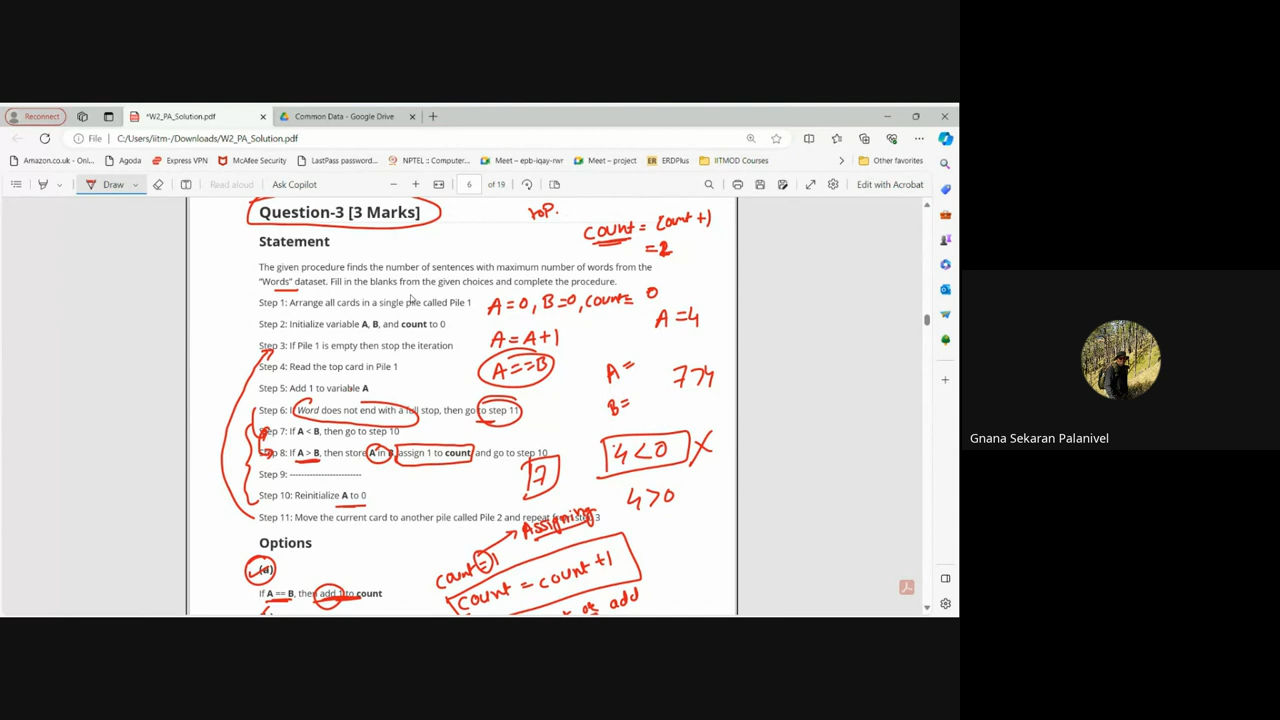 Reconnect
*W2_PA_Solution.pdf
Common Data - Google Drive
File
C:/Users/iitm-/Downloads/W2_PA_Solution.pdf
Amazon.co.uk - Onl...
Agoda
Express VPN
McAfee Security
LastPass password...
NPTEL :: Computer...
Meet – epb-iqay-rwr
Meet – project
ERDPlus
IITMOD Courses
Other favorites
Draw
Read aloud
Ask Copilot
6 of 19
Edit with Acrobat
Question-3 [3 Marks]
top.
count = count +1
= 2
Statement
The given procedure finds the number of sentences with maximum number of words from the
"Words" dataset. Fill in the blanks from the given choices and complete the procedure.
Step 1: Arrange all cards in a single pile called Pile 1
A=0, B=0, count= 0
A=4
Step 2: Initialize variable A, B, and count to 0
Step 3: If Pile 1 is empty then stop the iteration
A=A+1
Step 4: Read the top card in Pile 1
A==B
A=
7>4
Step 5: Add 1 to variable A
B=
Step 6: If Word does not end with a full stop, then go to step 11
Step 7: If A < B, then go to step 10
Step 8: If A > B, then store A in B, assign 1 to count, and go to step 10
4<0 X
Step 9: ------------------------
7
Step 10: Reinitialize A to 0
4>0
Step 11: Move the current card to another pile called Pile 2 and repeat from step 3
Assigning
Options
count =1
(d)
count = count +1
If A == B, then add 1 to count
or add
Gnana Sekaran Palanivel